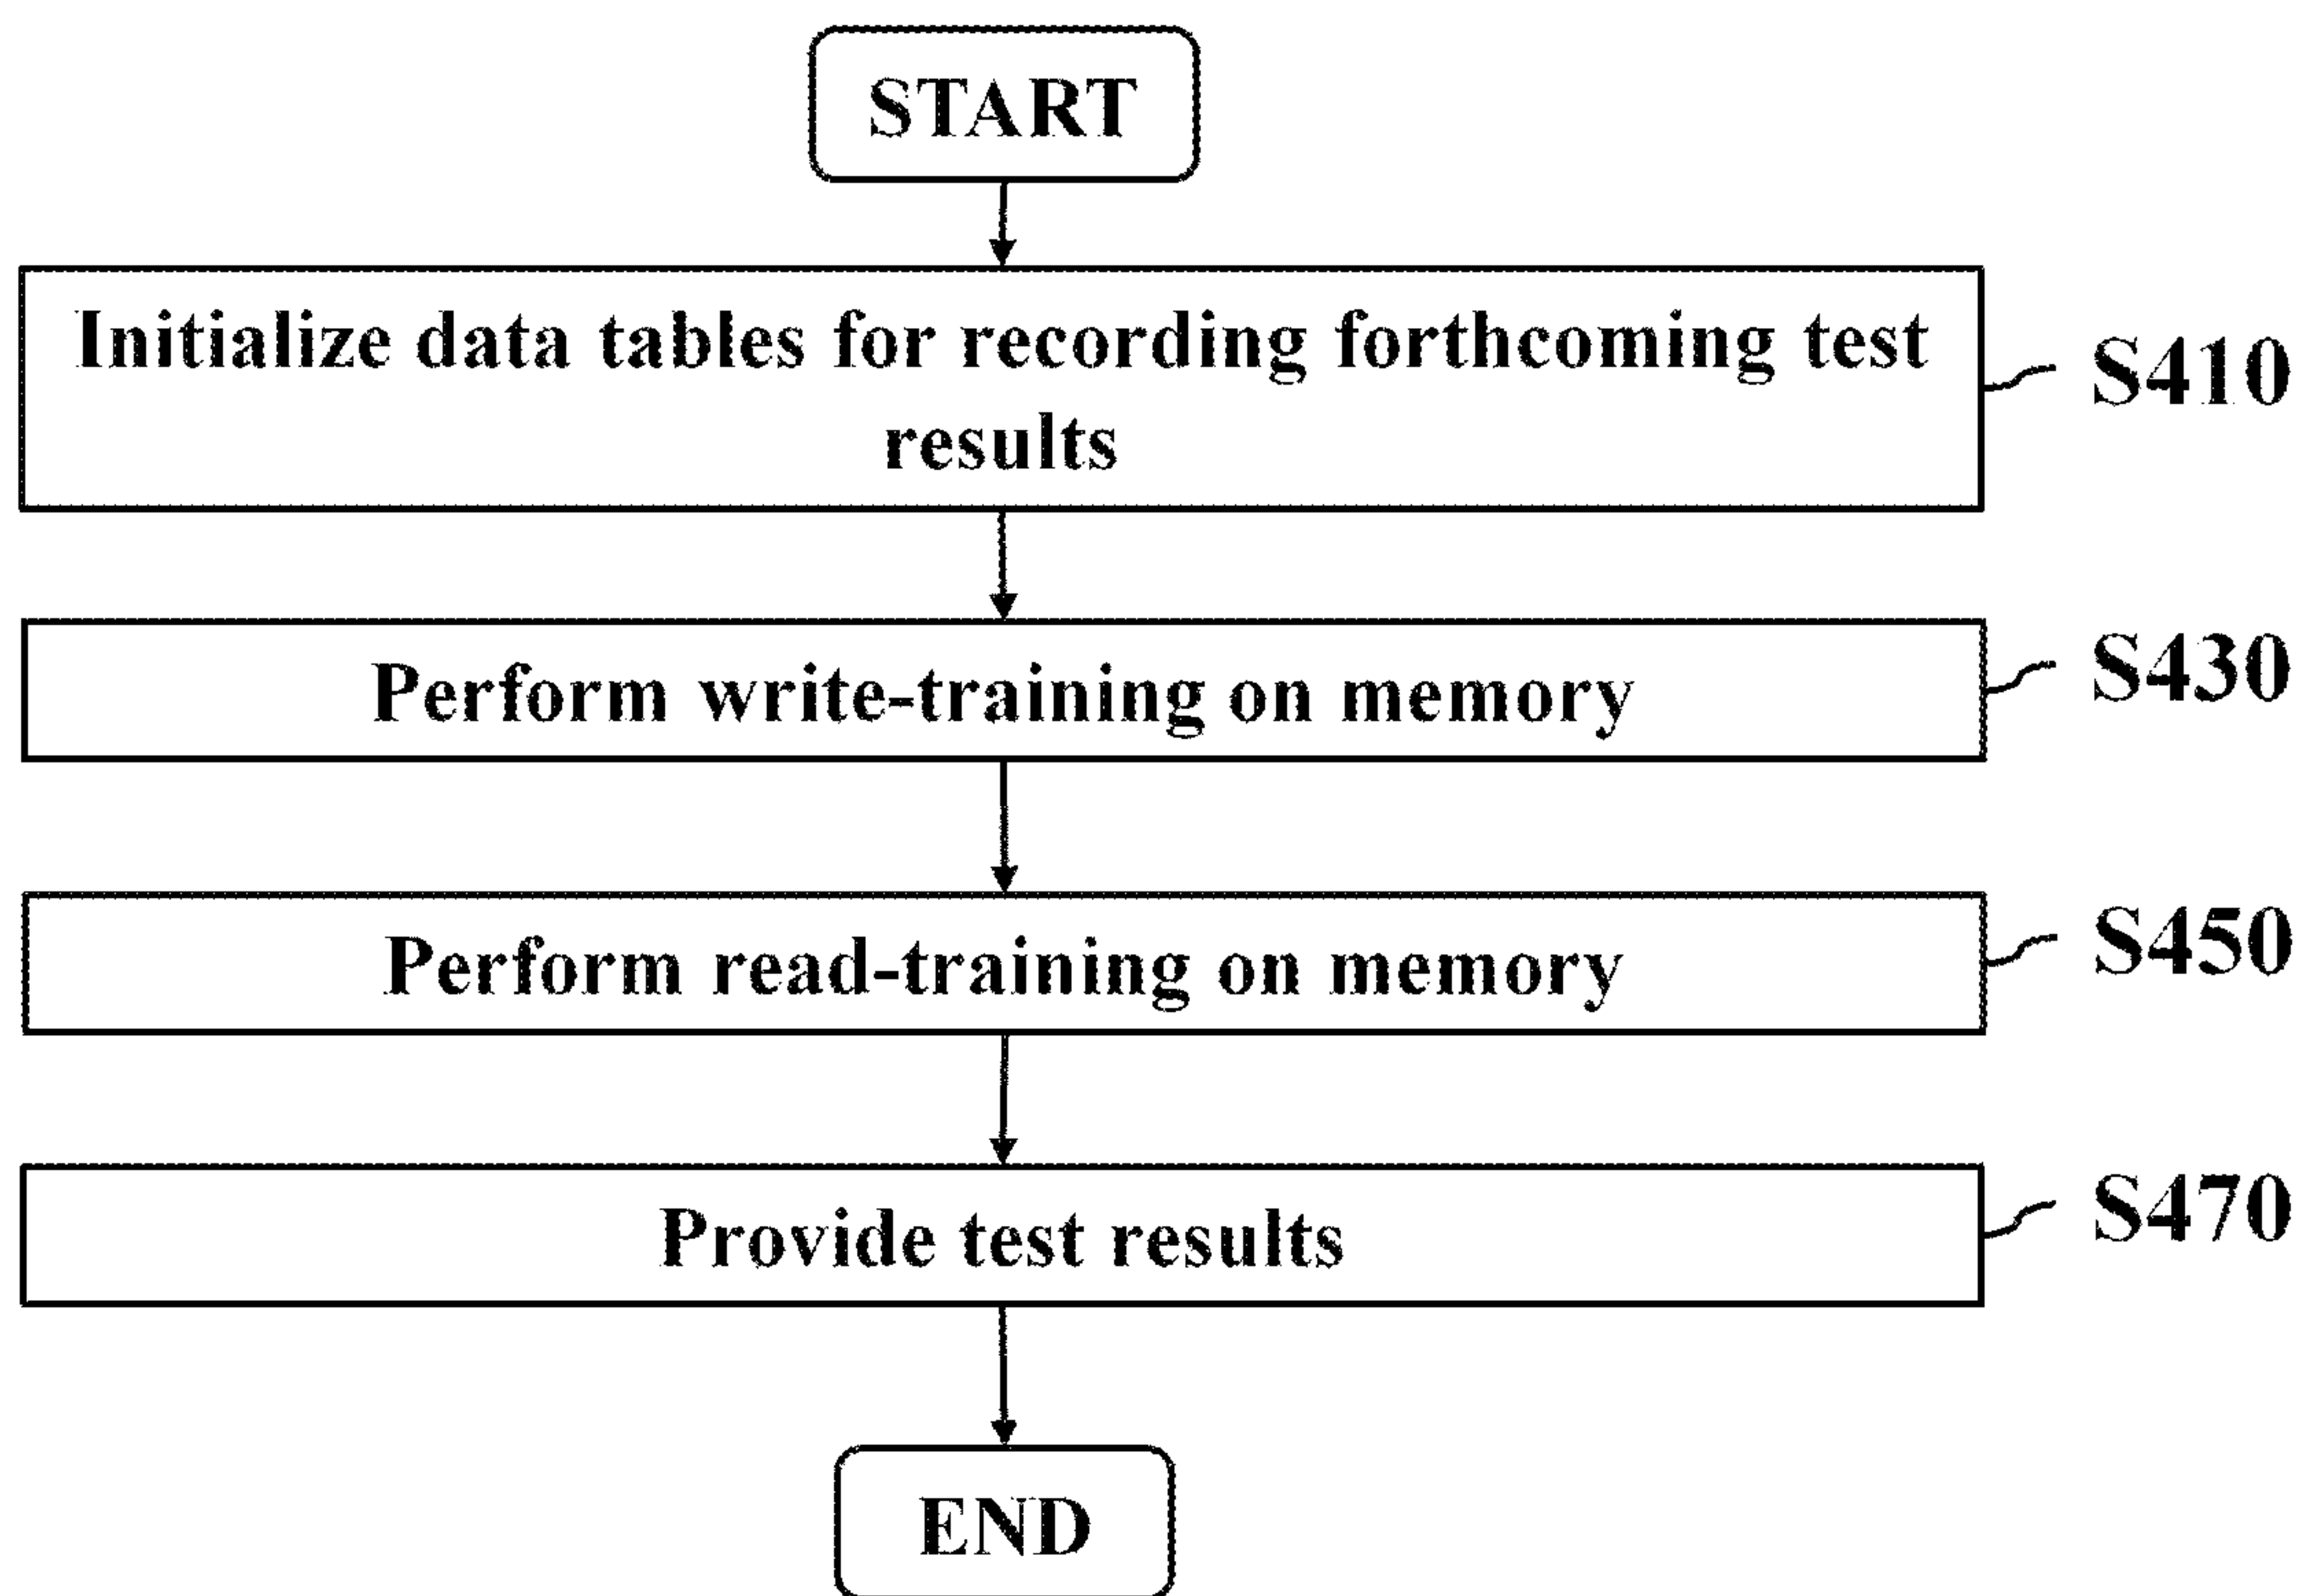 START
Initialize data tables for recording forthcoming test
results
S410
Perform write-training on memory
S430
Perform read-training on memory
S450
Provide test results
S470
END